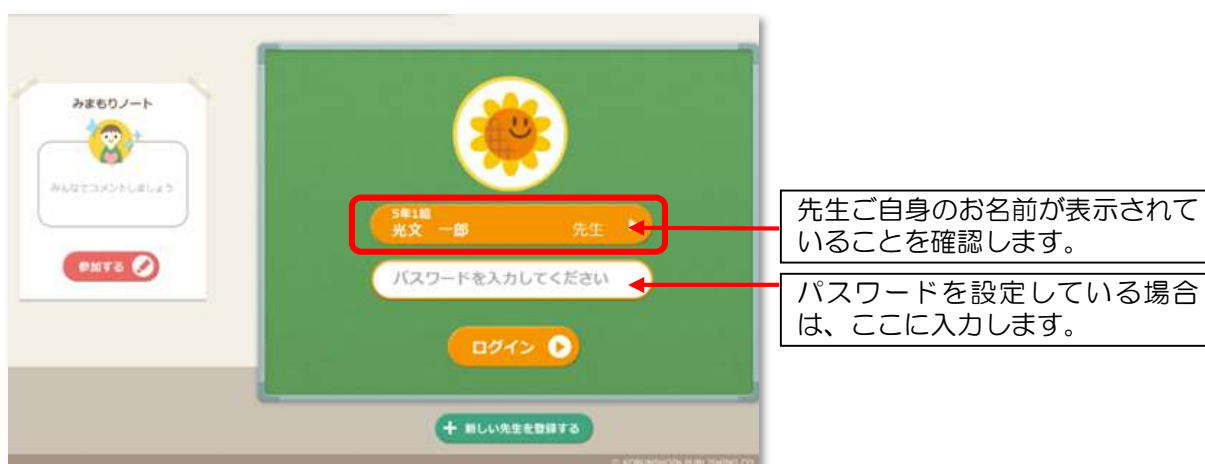 みまもりノート
みんなでコメントしましょう
参加する
5年1組
光文 一郎 先生
パスワードを入力してください
ログイン
+ 新しい先生を登録する
© KOBUNSHOIN PUBLISHING CO
先生ご自身のお名前が表示されて
いることを確認します。
パスワードを設定している場合
は、ここに入力します。